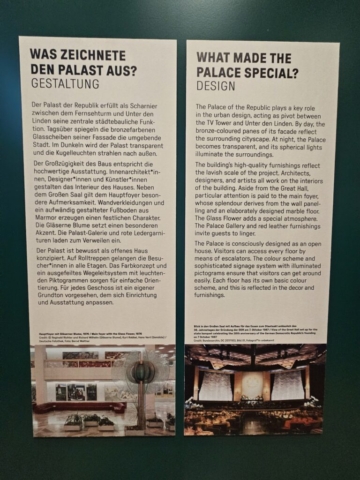 WAS ZEICHNETE
DEN PALAST AUS?
GESTALTUNG
Der Palast der Republik erfüllt als Scharnier
zwischen dem Fernsehturm und Unter den
Linden seine zentrale städtebauliche Funk-
tion. Tagsüber spiegeln die bronzefarbenen
Glasscheiben seiner Fassade die umgebende
Stadt. Im Dunkeln wird der Palast transparent
und die Kugelleuchten strahlen nach außen.
Der Großzügigkeit des Baus entspricht die
hochwertige Ausstattung. Innenarchitekt*in-
nen, Designer*innen und Künstler*innen
gestalten das Interieur des Hauses. Neben
dem Großen Saal gilt dem Hauptfoyer beson-
dere Aufmerksamkeit. Wandverkleidungen und
ein aufwändig gestalteter Fußboden aus
Marmor erzeugen einen festlichen Charakter.
Die Gläserne Blume setzt einen besonderen
Akzent. Die Palast-Galerie und rote Ledergarni-
turen laden zum Verweilen ein.
Der Palast ist bewusst als offenes Haus
konzipiert. Auf Rolltreppen gelangen die Besu-
cher*innen in alle Etagen. Das Farbkonzept und
ein ausgefeiltes Wegeleitsystem mit leuchten-
den Piktogrammen sorgen für einfache Orien-
tierung. Für jedes Geschoss ist ein eigener
Grundton vorgesehen, dem sich Einrichtung
und Ausstattung anpassen.
WHAT MADE THE
PALACE SPECIAL?
DESIGN
The Palace of the Republic plays a key role
in the urban design, acting as pivot between
the TV Tower and Unter den Linden. By day, the
bronze-coloured panes of its facade reflect
the surrounding cityscape. At night, the Palace
becomes transparent, and its spherical lights
illuminate the surroundings.
The building's high-quality furnishings reflect
the lavish scale of the project. Architects,
designers, and artists all work on the interiors
of the building. Aside from the Great Hall,
particular attention is paid to the main foyer,
whose splendour derives from the wall panel-
ling and an elaborately designed marble floor.
The Glass Flower adds a special atmosphere.
The Palace Gallery and red leather furnishings
invite guests to linger.
The Palace is consciously designed as an open
house. Visitors can access every floor by
means of escalators. The colour scheme and
sophisticated signage system with illuminated
pictograms ensure that visitors can get around
easily. Each floor has its own basic colour
scheme, and this is reflected in the decor and
furnishings.